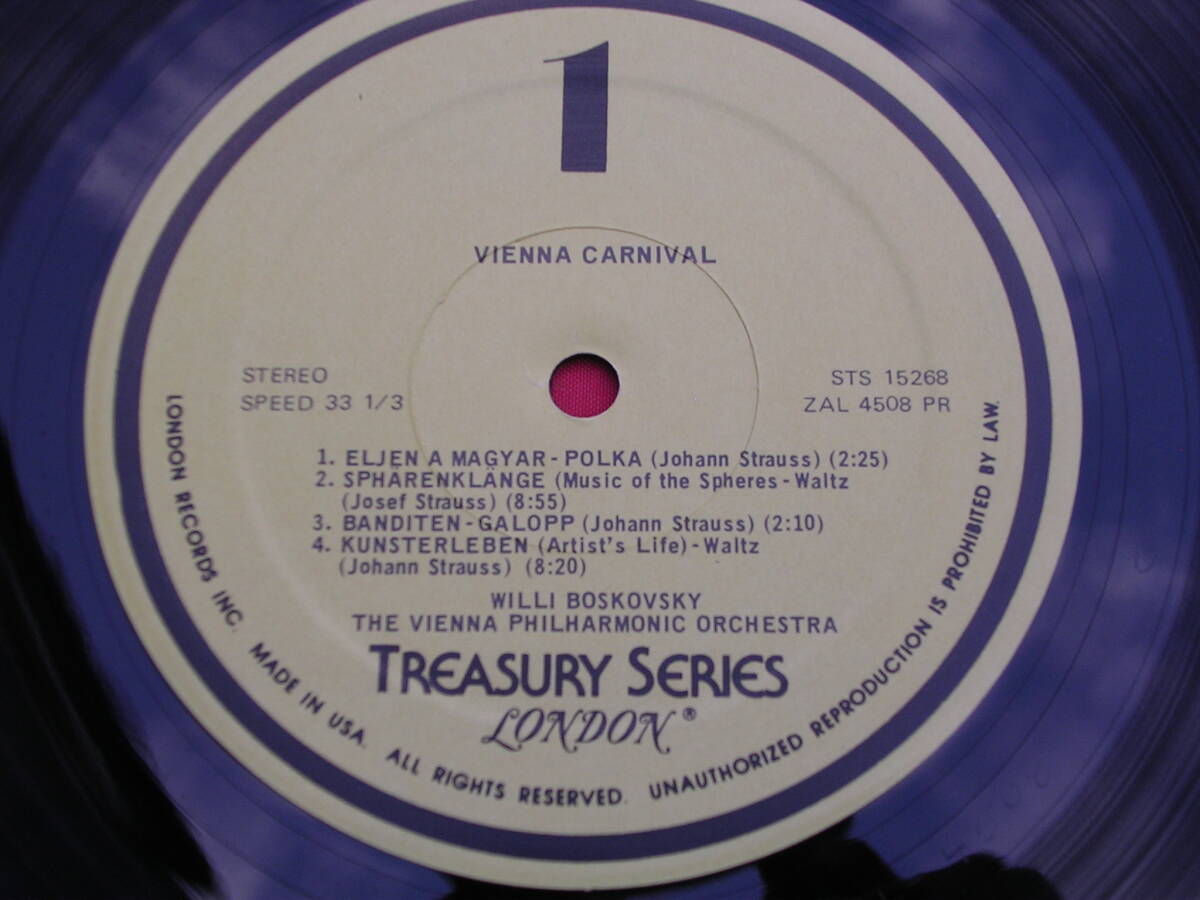 1
VIENNA CARNIVAL
STEREO
SPEED 33 1/3
STS 15268
ZAL 4508 PR
1. ELJEN A MAGYAR - POLKA (Johann Strauss) (2:25)
2. SPHÄRENKLÄNGE (Music of the Spheres - Waltz
(Josef Strauss) (8:55)
3. BANDITEN - GALOPP (Johann Strauss) (2:10)
4. KUNSTERLEBEN (Artist's Life) - Waltz
(Johann Strauss) (8:20)
WILLI BOSKOVSKY
THE VIENNA PHILHARMONIC ORCHESTRA
TREASURY SERIES
LONDON®
LONDON RECORDS INC. MADE IN USA. ALL RIGHTS RESERVED. UNAUTHORIZED REPRODUCTION IS PROHIBITED BY LAW.